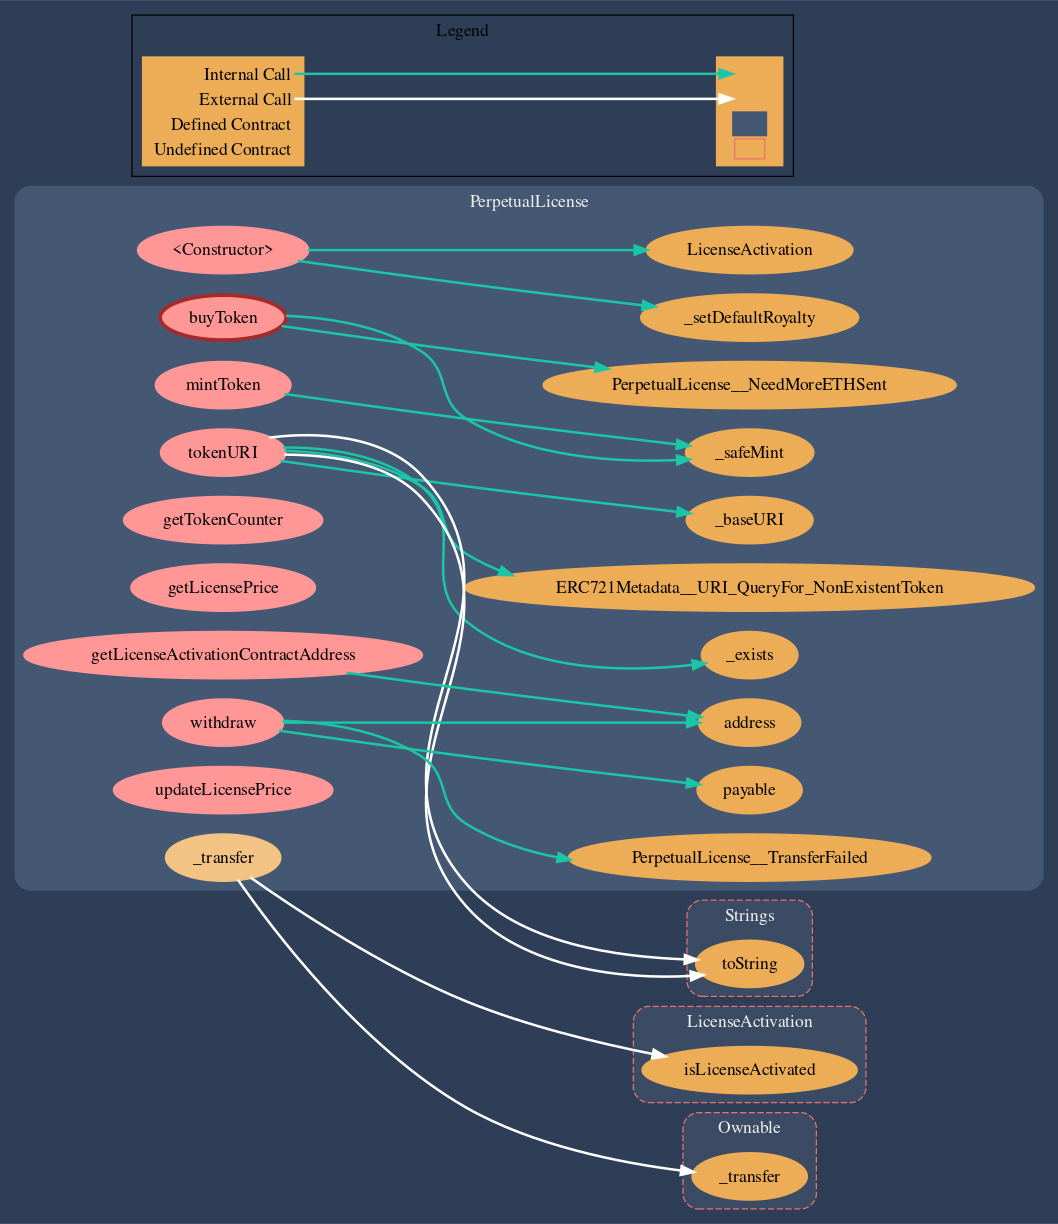 Legend
Internal Call
External Call
Defined Contract
Undefined Contract
PerpetualLicense
<Constructor>
LicenseActivation
buyToken
_setDefaultRoyalty
mintToken
PerpetualLicense__NeedMoreETHSent
tokenURI
_safeMint
getTokenCounter
_baseURI
getLicensePrice
ERC721Metadata__URI_QueryFor_NonExistentToken
getLicenseActivationContractAddress
_exists
withdraw
address
updateLicensePrice
payable
_transfer
PerpetualLicense__TransferFailed
Strings
toString
LicenseActivation
isLicenseActivated
Ownable
_transfer